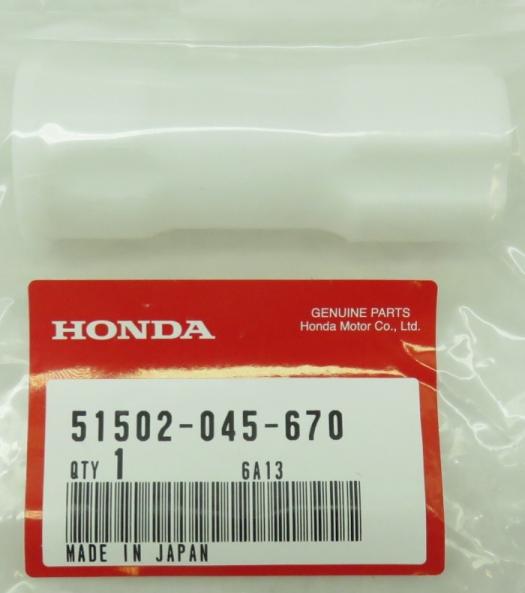 HONDA
GENUINE PARTS
Honda Motor Co., Ltd.
51502-045-670
QTY 1 6A13
MADE IN JAPAN